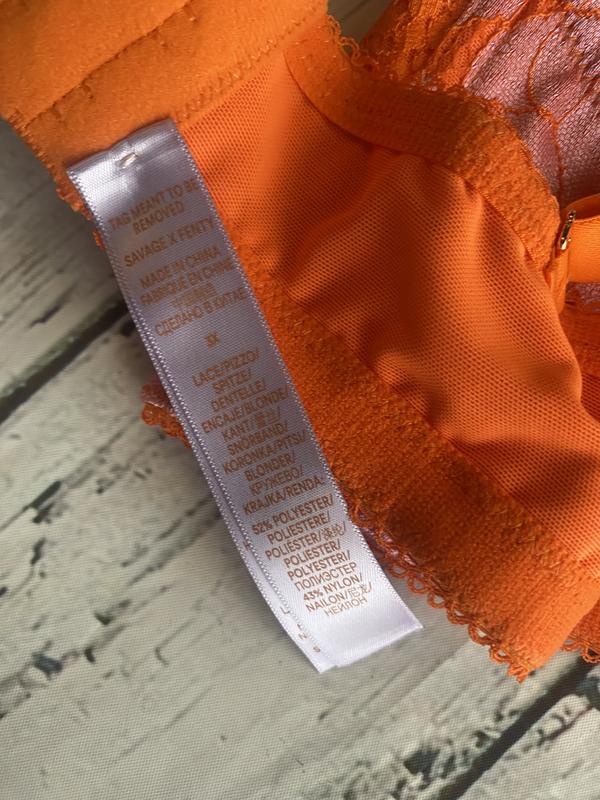 TAG MEANT TO BE
REMOVED
SAVAGE X FENTY
MADE IN CHINA
FABRIQUÉ EN CHINE
中国制造
СДЕЛАНО В КИТАЕ
3X
LACE/PIZZO/
SPITZE/
DENTELLE/
ENCAJE/BLONDE/
KANT/蕾丝/
SNÖRBAND/
KORONKA/PITSI/
BLONDER/
КРУЖЕВО/
KRAJKA/RENDA:
52% POLYESTER/
POLIESTERE/
POLIÉSTER/涤纶/
POLIESTER/
POLYESTERI/
ПОЛИЭСТЕР
43% NYLON/
NAILON/尼龙/
НЕЙЛОН